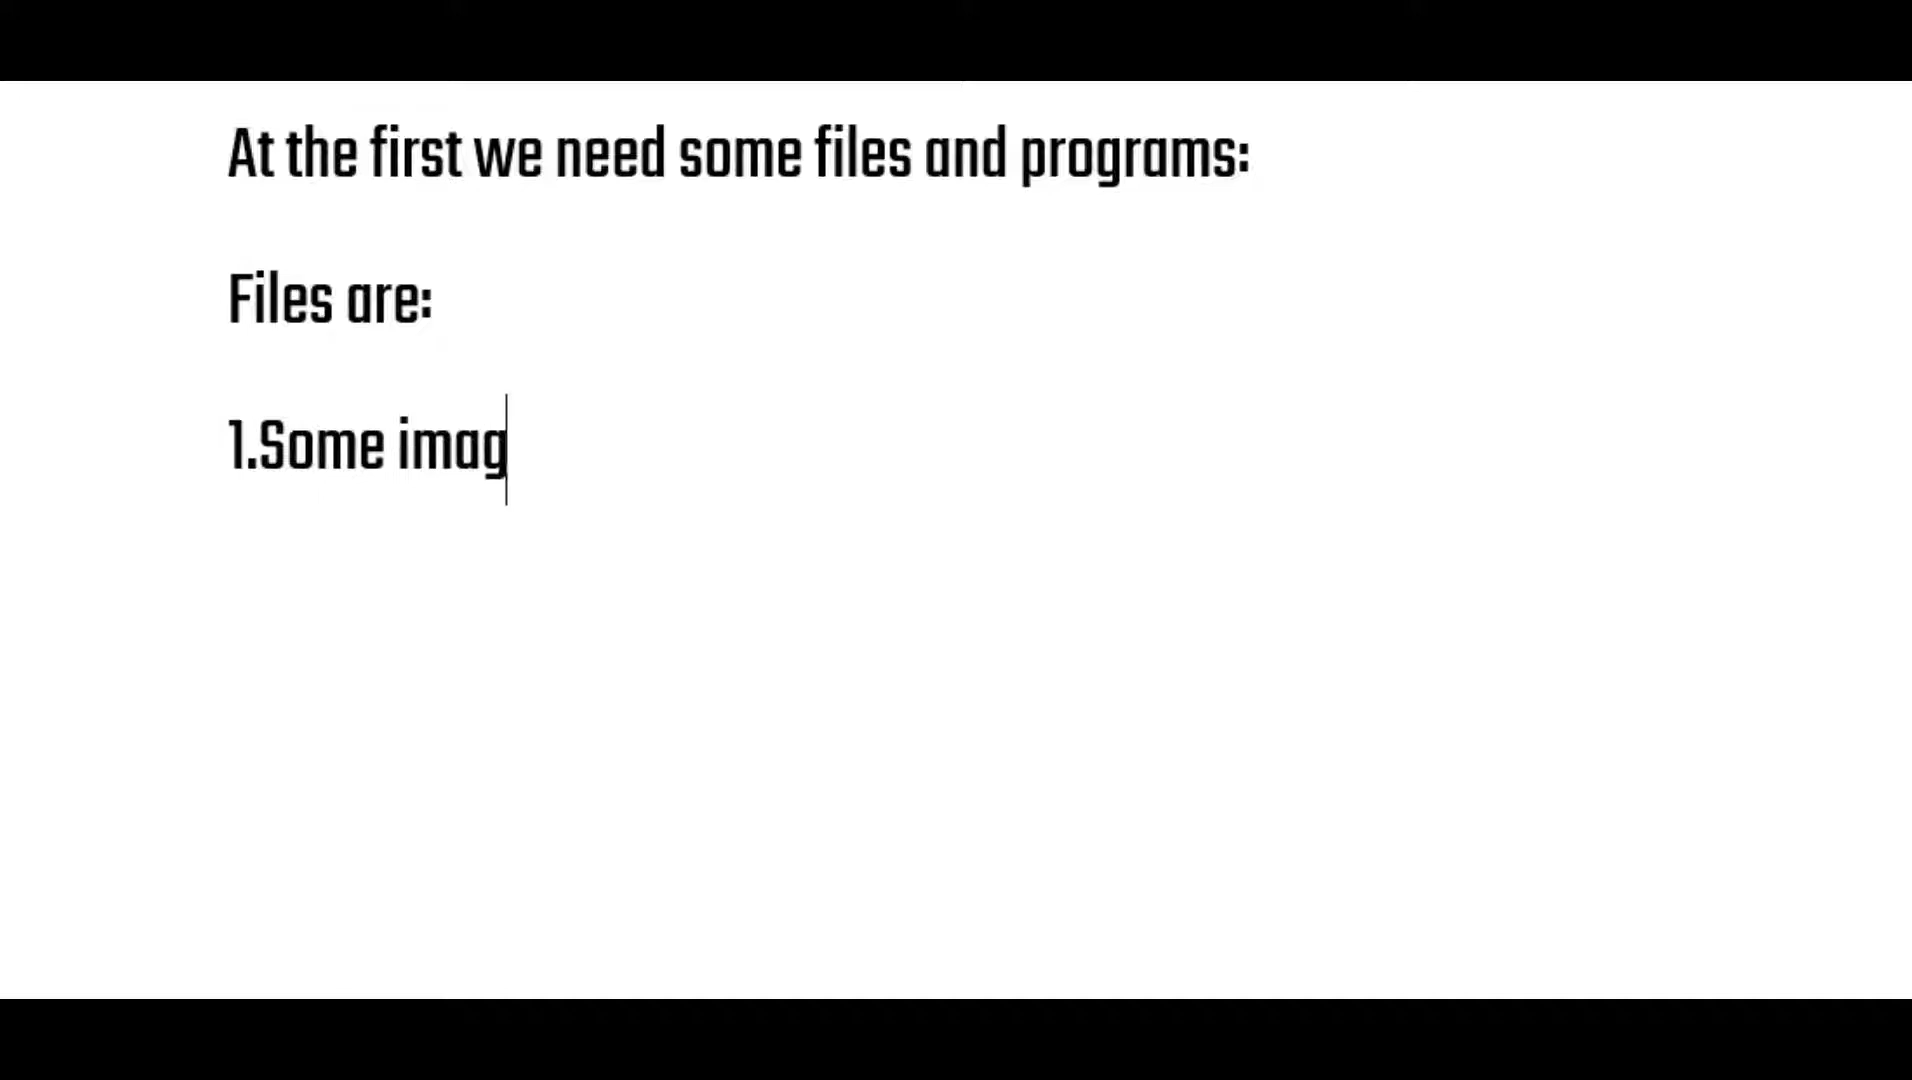 At the first we need some files and programs:
Files are:
1.Some imag